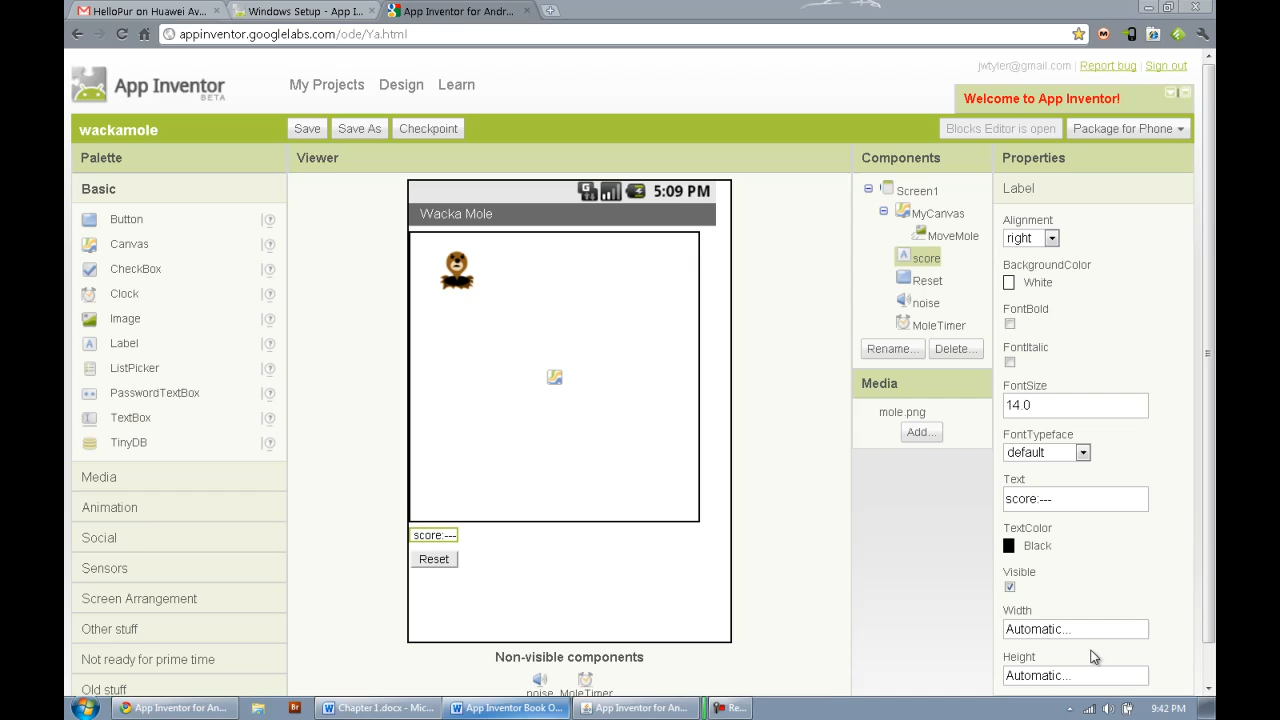 HelloPur on Huawei Av...
Windows Setup - App I...
App Inventor for Andr...
appinventor.googlelabs.com/ode/Ya.html
jwtyler@gmail.com | Report bug | Sign out
App Inventor
BETA
My Projects
Design
Learn
Welcome to App Inventor!
wackamole
Save
Save As
Checkpoint
Blocks Editor is open
Package for Phone
Palette
Viewer
Components
Properties
Basic
Button
Canvas
CheckBox
Clock
Image
Label
ListPicker
PasswordTextBox
TextBox
TinyDB
Media
Animation
Social
Sensors
Screen Arrangement
Other stuff
Not ready for prime time
Old stuff
5:09 PM
Wacka Mole
score:---
Reset
Non-visible components
noise
MoleTimer
Screen1
MyCanvas
MoveMole
score
Reset
noise
MoleTimer
Rename...
Delete...
Media
mole.png
Add...
Label
Alignment
right
BackgroundColor
White
FontBold
FontItalic
FontSize
14.0
FontTypeface
default
Text
score:---
TextColor
Black
Visible
Width
Automatic...
Height
Automatic...
App Inventor for An...
Br
Chapter 1.docx - Mic...
App Inventor Book O...
App Inventor for An...
Re...
9:42 PM